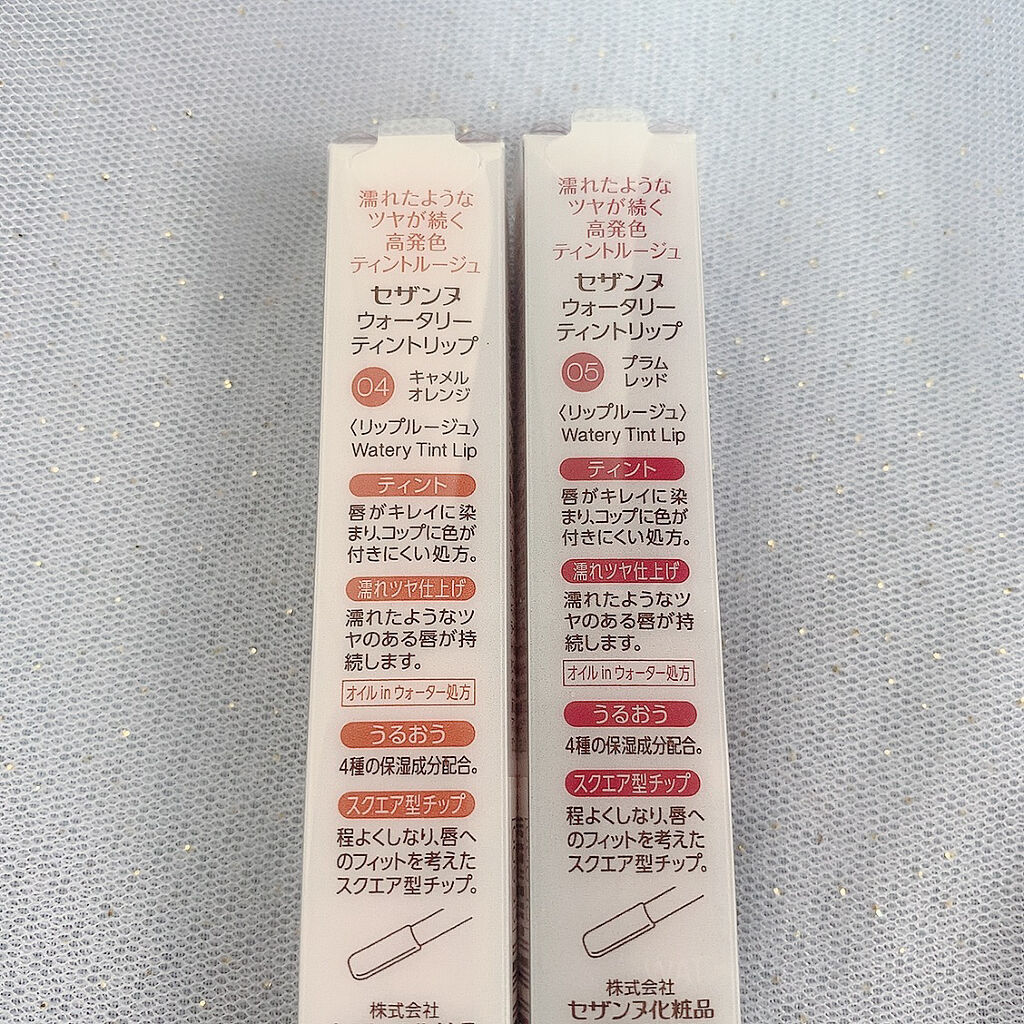 濡れたような
ツヤが続く
高発色
ティントルージュ
セザンヌ
ウォータリー
ティントリップ
04 キャメル
オレンジ
〈リップルージュ〉
Watery Tint Lip
ティント
唇がキレイに染
まり、コップに色が
付きにくい処方。
濡れツヤ仕上げ
濡れたようなツ
ヤのある唇が持
続します。
オイル in ウォーター処方
うるおう
4種の保湿成分配合。
スクエア型チップ
程よくしなり、唇へ
のフィットを考えた
スクエア型チップ。
株式会社
濡れたような
ツヤが続く
高発色
ティントルージュ
セザンヌ
ウォータリー
ティントリップ
05 プラム
レッド
〈リップルージュ〉
Watery Tint Lip
ティント
唇がキレイに染
まり、コップに色が
付きにくい処方。
濡れツヤ仕上げ
濡れたようなツ
ヤのある唇が持
続します。
オイル in ウォーター処方
うるおう
4種の保湿成分配合。
スクエア型チップ
程よくしなり、唇へ
のフィットを考えた
スクエア型チップ。
株式会社
セザンヌ化粧品